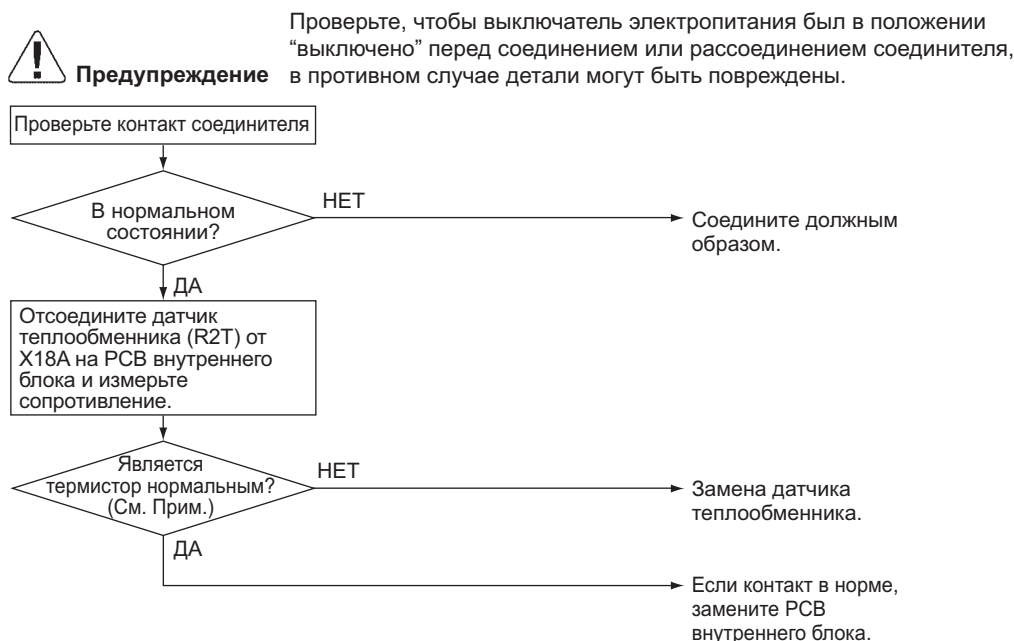 Проверьте, чтобы выключатель электропитания был в положении
“выключено” перед соединением или рассоединением соединителя,
Предупреждение в противном случае детали могут быть повреждены.
Проверьте контакт соединителя
В нормальном
состоянии?
НЕТ
Соедините должным
образом.
ДА
Отсоедините датчик
теплообменника (R2T) от
X18A на PCB внутреннего
блока и измерьте
сопротивление.
Является
термистор нормальным?
(См. Прим.)
НЕТ
Замена датчика
теплообменника.
ДА
Если контакт в норме,
замените PCB
внутреннего блока.